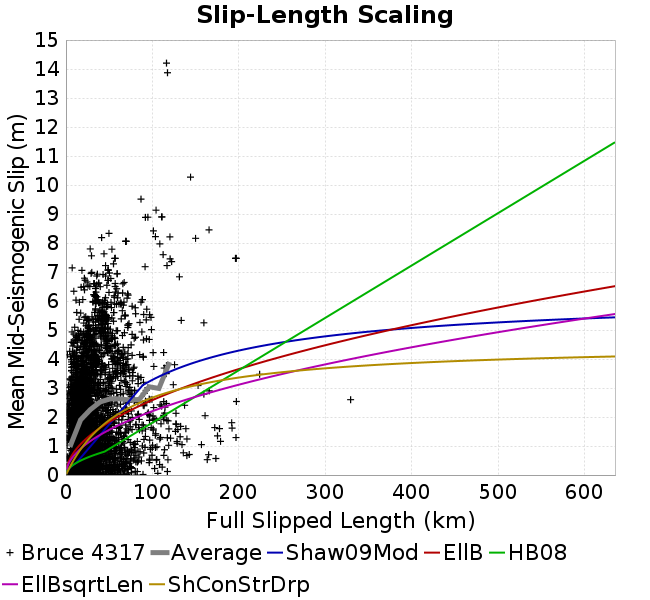 Slip-Length Scaling
Mean Mid-Seismogenic Slip (m)
15
14
13
12
11
10
9
8
7
6
5
4
3
2
1
0
0 100 200 300 400 500 600
Full Slipped Length (km)
Bruce 4317 Average Shaw09Mod EllB HB08
EllBsqrtLen ShConStrDrp